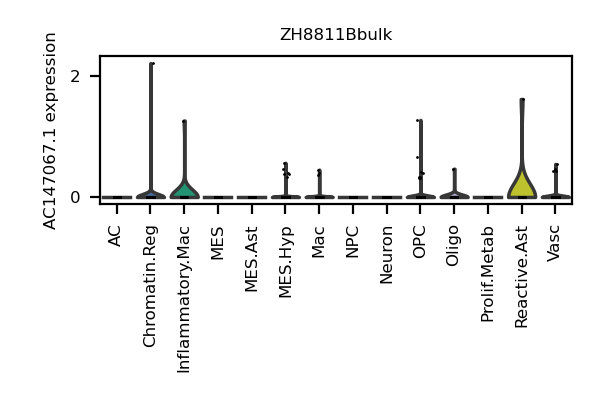 ZH8811Bbulk
AC147067.1 expression
2
0
AC
Chromatin.Reg
Inflammatory.Mac
MES
MES.Ast
MES.Hyp
Mac
NPC
Neuron
OPC
Oligo
Prolif.Metab
Reactive.Ast
Vasc